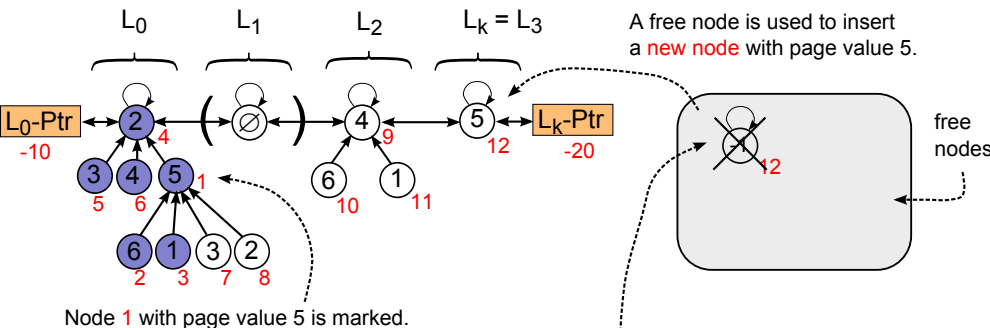 L0 L1 L2 Lk = L3
A free node is used to insert
a new node with page value 5.
L0-Ptr 2 ( ∅ ) 4 5 Lk-Ptr
-10 4 9 12 -20
-1
12
free
nodes
3 4 5 6 1
5 6 1 10 11
6 1 3 2
2 3 7 8
Node 1 with page value 5 is marked.